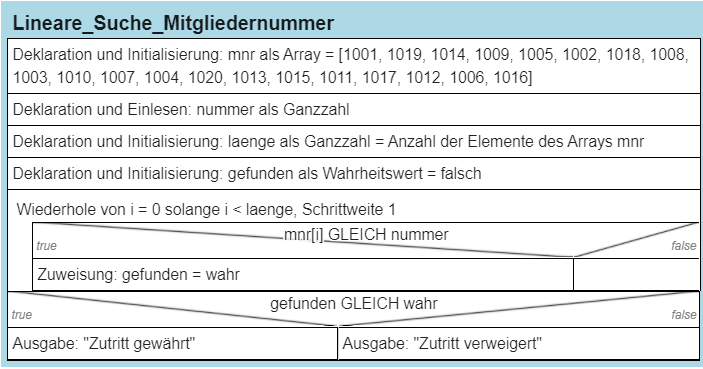 Lineare_Suche_Mitgliedernummer
Deklaration und Initialisierung: mnr als Array = [1001, 1019, 1014, 1009, 1005, 1002, 1018, 1008,
1003, 1010, 1007, 1004, 1020, 1013, 1015, 1011, 1017, 1012, 1006, 1016]
Deklaration und Einlesen: nummer als Ganzzahl
Deklaration und Initialisierung: laenge als Ganzzahl = Anzahl der Elemente des Arrays mnr
Deklaration und Initialisierung: gefunden als Wahrheitswert = falsch
Wiederhole von i = 0 solange i < laenge, Schrittweite 1
mnr[i] GLEICH nummer
true false
Zuweisung: gefunden = wahr
gefunden GLEICH wahr
true false
Ausgabe: "Zutritt gewährt" Ausgabe: "Zutritt verweigert"